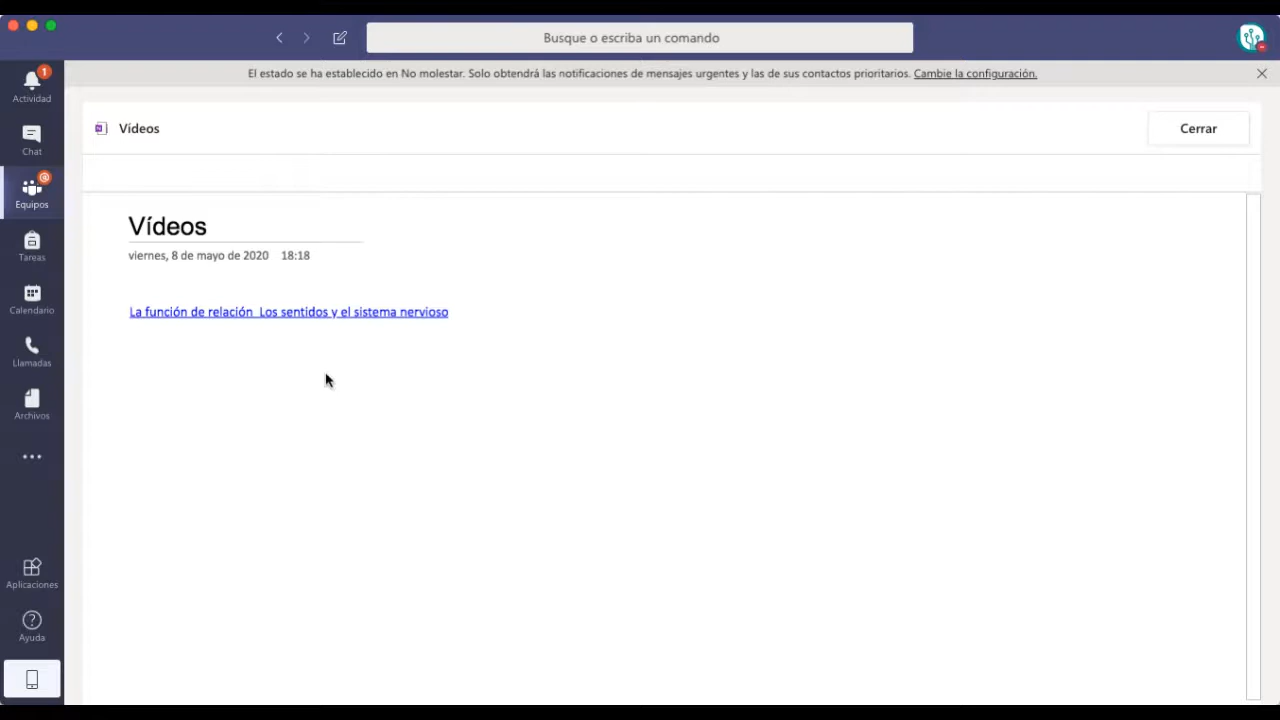 Busque o escriba un comando
El estado se ha establecido en No molestar. Solo obtendrá las notificaciones de mensajes urgentes y las de sus contactos prioritarios. Cambie la configuración.
1
Actividad
Chat
Equipos
Tareas
Calendario
Llamadas
Archivos
Aplicaciones
Ayuda
Vídeos
Cerrar
Vídeos
viernes, 8 de mayo de 2020 18:18
La función de relación Los sentidos y el sistema nervioso